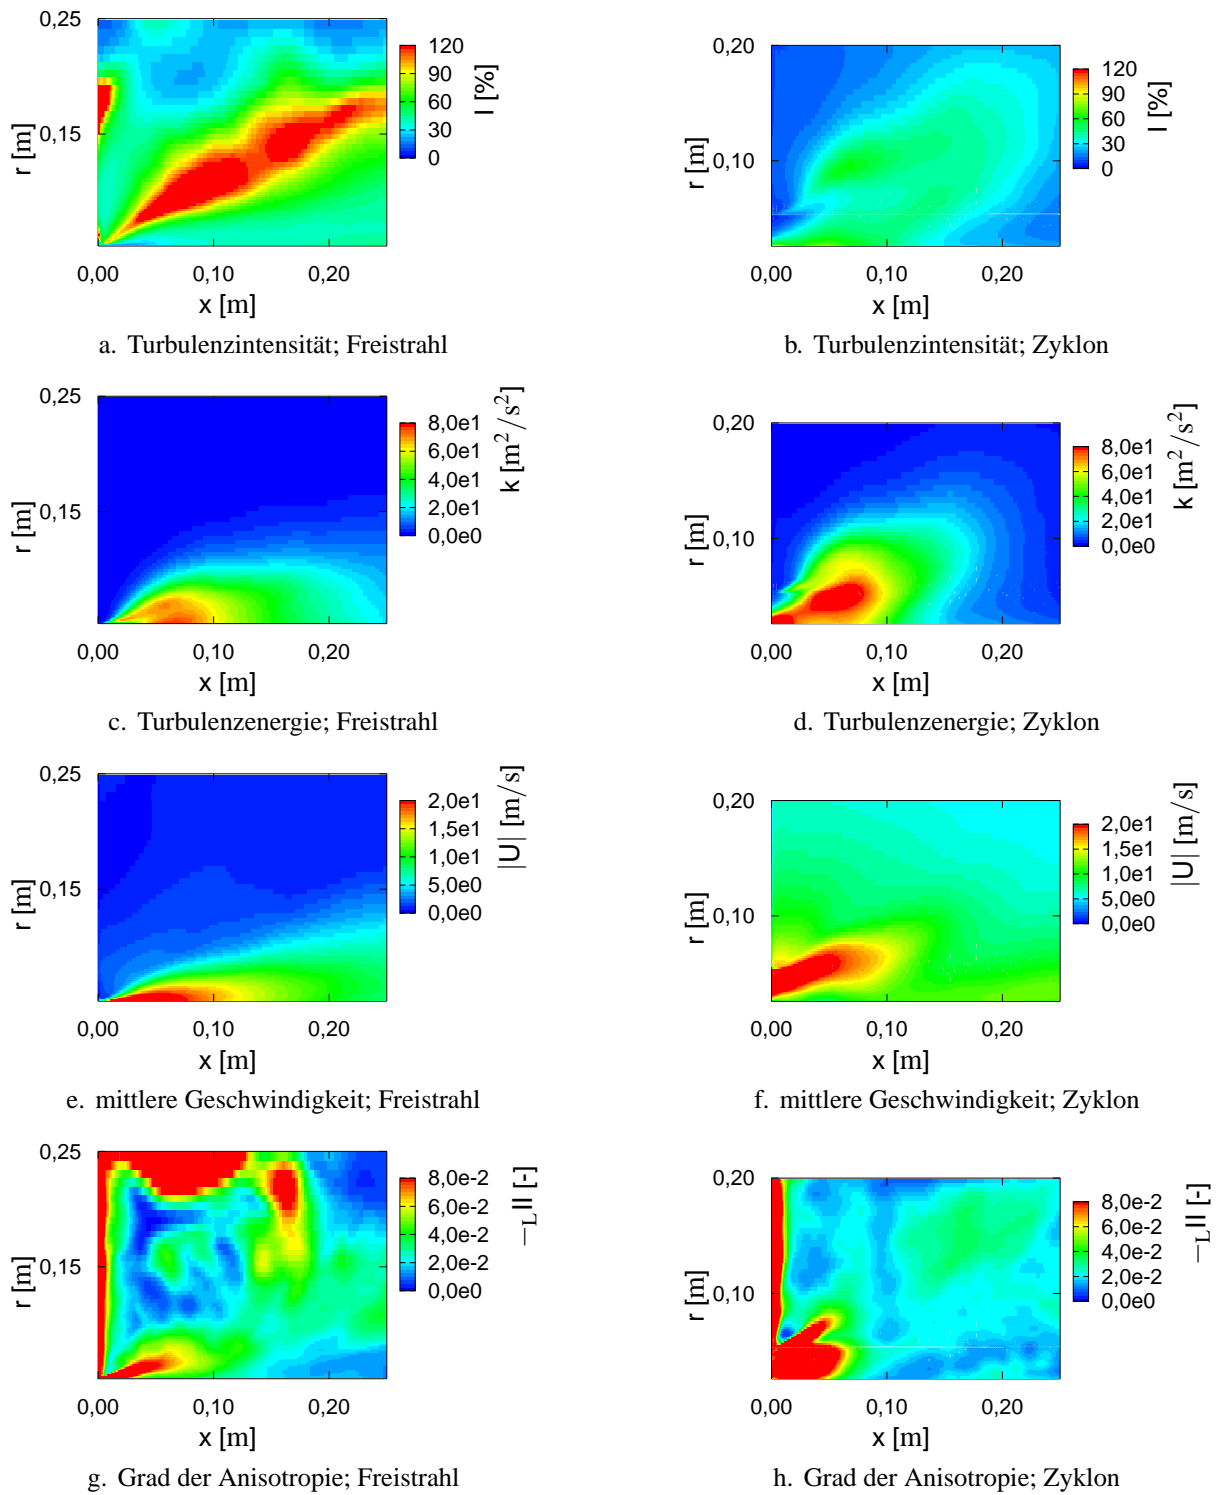 0,25
0,15
r [m]
0,00 0,10 0,20
x [m]
120
90
60
30
0
I [%]
a. Turbulenzintensität; Freistrahl
0,20
0,10
r [m]
0,00 0,10 0,20
x [m]
120
90
60
30
0
I [%]
b. Turbulenzintensität; Zyklon
0,25
0,15
r [m]
0,00 0,10 0,20
x [m]
8,0e1
6,0e1
4,0e1
2,0e1
0,0e0
k [m²/s²]
c. Turbulenzenergie; Freistrahl
0,20
0,10
r [m]
0,00 0,10 0,20
x [m]
8,0e1
6,0e1
4,0e1
2,0e1
0,0e0
k [m²/s²]
d. Turbulenzenergie; Zyklon
0,25
0,15
r [m]
0,00 0,10 0,20
x [m]
2,0e1
1,5e1
1,0e1
5,0e0
0,0e0
|U| [m/s]
e. mittlere Geschwindigkeit; Freistrahl
0,20
0,10
r [m]
0,00 0,10 0,20
x [m]
2,0e1
1,5e1
1,0e1
5,0e0
0,0e0
|U| [m/s]
f. mittlere Geschwindigkeit; Zyklon
0,25
0,15
r [m]
0,00 0,10 0,20
x [m]
8,0e-2
6,0e-2
4,0e-2
2,0e-2
0,0e0
−LII [-]
g. Grad der Anisotropie; Freistrahl
0,20
0,10
r [m]
0,00 0,10 0,20
x [m]
8,0e-2
6,0e-2
4,0e-2
2,0e-2
0,0e0
−LII [-]
h. Grad der Anisotropie; Zyklon